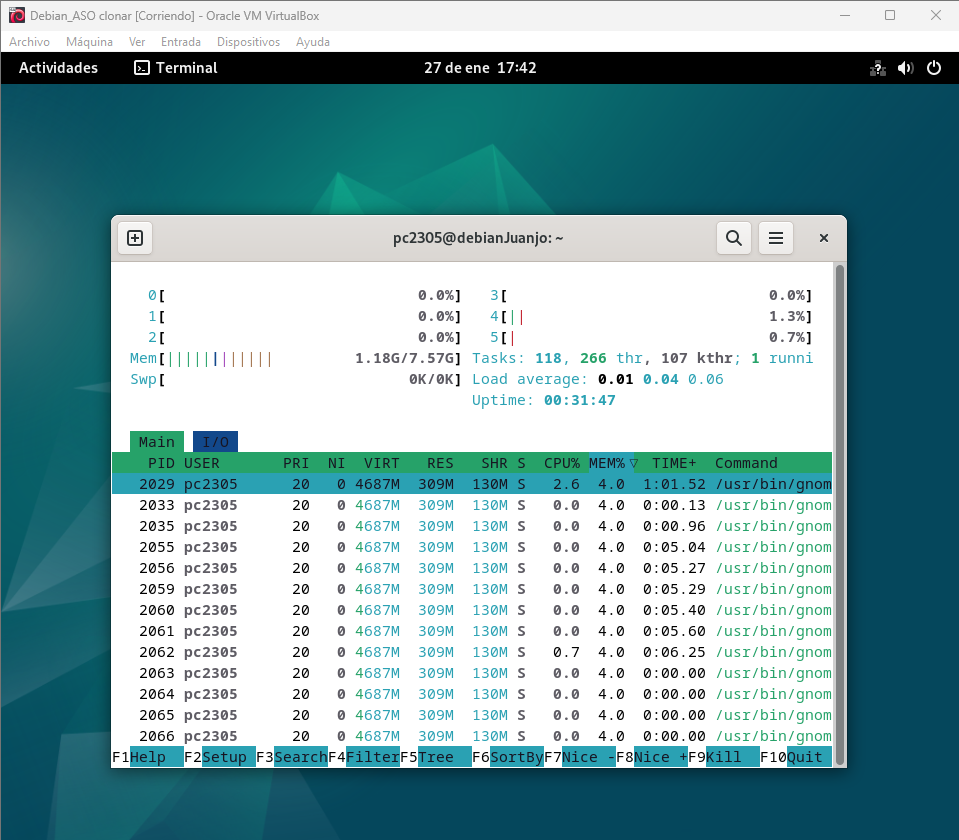 Debian_ASO clonar [Corriendo] - Oracle VM VirtualBox
Archivo Máquina Ver Entrada Dispositivos Ayuda
Actividades Terminal 27 de ene 17:42
pc2305@debianJuanjo: ~
0[ 0.0%] 3[ 0.0%]
1[ 0.0%] 4[|| 1.3%]
2[ 0.0%] 5[| 0.7%]
Mem[|||||||||||| 1.18G/7.57G] Tasks: 118, 266 thr, 107 kthr; 1 runni
Swp[ 0K/0K] Load average: 0.01 0.04 0.06
Uptime: 00:31:47
Main I/O
PID USER PRI NI VIRT RES SHR S CPU% MEM%▽ TIME+ Command
2029 pc2305 20 0 4687M 309M 130M S 2.6 4.0 1:01.52 /usr/bin/gnom
2033 pc2305 20 0 4687M 309M 130M S 0.0 4.0 0:00.13 /usr/bin/gnom
2035 pc2305 20 0 4687M 309M 130M S 0.0 4.0 0:00.96 /usr/bin/gnom
2055 pc2305 20 0 4687M 309M 130M S 0.0 4.0 0:05.04 /usr/bin/gnom
2056 pc2305 20 0 4687M 309M 130M S 0.0 4.0 0:05.27 /usr/bin/gnom
2059 pc2305 20 0 4687M 309M 130M S 0.0 4.0 0:05.29 /usr/bin/gnom
2060 pc2305 20 0 4687M 309M 130M S 0.0 4.0 0:05.40 /usr/bin/gnom
2061 pc2305 20 0 4687M 309M 130M S 0.0 4.0 0:05.60 /usr/bin/gnom
2062 pc2305 20 0 4687M 309M 130M S 0.7 4.0 0:06.25 /usr/bin/gnom
2063 pc2305 20 0 4687M 309M 130M S 0.0 4.0 0:00.00 /usr/bin/gnom
2064 pc2305 20 0 4687M 309M 130M S 0.0 4.0 0:00.00 /usr/bin/gnom
2065 pc2305 20 0 4687M 309M 130M S 0.0 4.0 0:00.00 /usr/bin/gnom
2066 pc2305 20 0 4687M 309M 130M S 0.0 4.0 0:00.00 /usr/bin/gnom
F1Help F2Setup F3SearchF4FilterF5Tree F6SortByF7Nice -F8Nice +F9Kill F10Quit